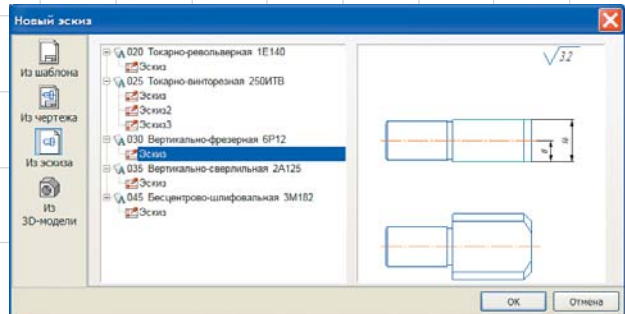 Новый эскиз
Из шаблона
Из чертежа
Из эскиза
Из
3D-модели
020 Токарно-револьверная 1Е140
Эскиз
025 Токарно-винторезная 250ИТВ
Эскиз
Эскиз2
Эскиз3
030 Вертикально-фрезерная 6Р12
Эскиз
035 Вертикально-сверлильная 2А125
Эскиз
045 Бесцентрово-шлифовальная 3М182
Эскиз
3.2
OK
Отмена